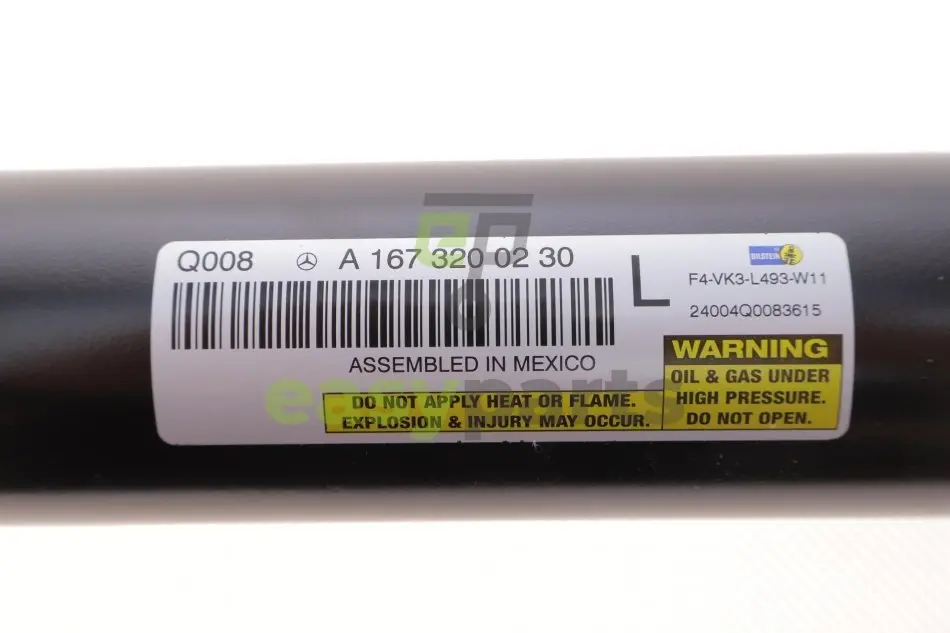 Q008 A 167 320 02 30
L
BILSTEIN
F4-VK3-L493-W11
24004Q0083615
ASSEMBLED IN MEXICO
DO NOT APPLY HEAT OR FLAME.
EXPLOSION & INJURY MAY OCCUR.
WARNING
OIL & GAS UNDER
HIGH PRESSURE.
DO NOT OPEN.
easyparts